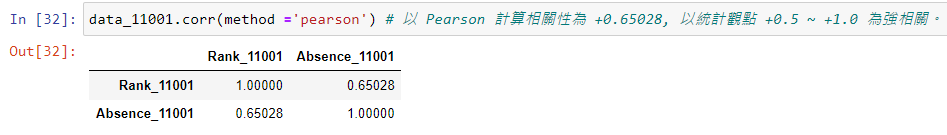 In [32]: data_11001.corr(method ='pearson') # 以 Pearson 計算相關性為 +0.65028, 以統計觀點 +0.5 ~ +1.0 為強相關。
Out[32]:
Rank_11001 Absence_11001
Rank_11001 1.00000 0.65028
Absence_11001 0.65028 1.00000